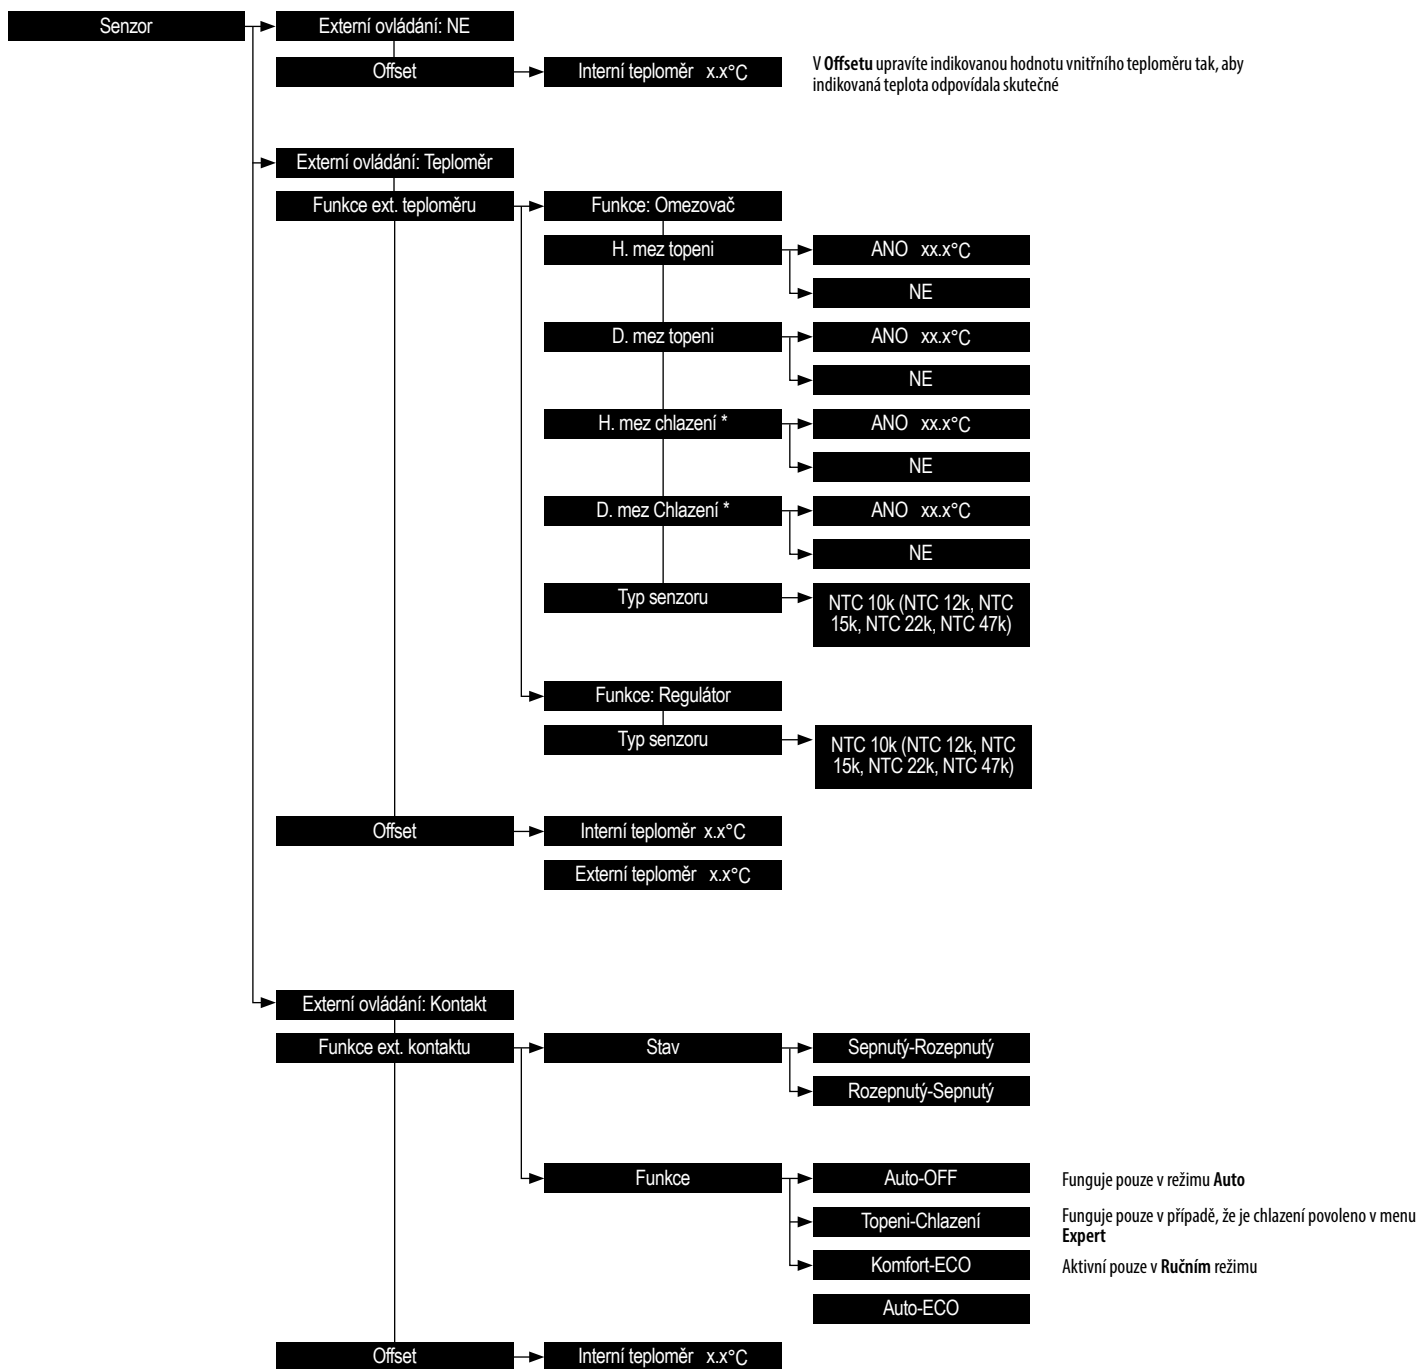 Senzor
Externí ovládání: NE
Offset
Interní teploměr x.x°C
V Offsetu upravíte indikovanou hodnotu vnitřního teploměru tak, aby
indikovaná teplota odpovídala skutečné
Externí ovládání: Teploměr
Funkce ext. teploměru
Funkce: Omezovač
H. mez topeni
ANO xx.x°C
NE
D. mez topeni
ANO xx.x°C
NE
H. mez chlazení *
ANO xx.x°C
NE
D. mez Chlazení *
ANO xx.x°C
NE
Typ senzoru
NTC 10k (NTC 12k, NTC
15k, NTC 22k, NTC 47k)
Funkce: Regulátor
Typ senzoru
NTC 10k (NTC 12k, NTC
15k, NTC 22k, NTC 47k)
Offset
Interní teploměr x.x°C
Externí teploměr x.x°C
Externí ovládání: Kontakt
Funkce ext. kontaktu
Stav
Sepnutý-Rozepnutý
Rozepnutý-Sepnutý
Funkce
Auto-OFF
Funguje pouze v režimu Auto
Topeni-Chlazení
Funguje pouze v případě, že je chlazení povoleno v menu
Expert
Komfort-ECO
Aktivní pouze v Ručním režimu
Auto-ECO
Offset
Interní teploměr x.x°C